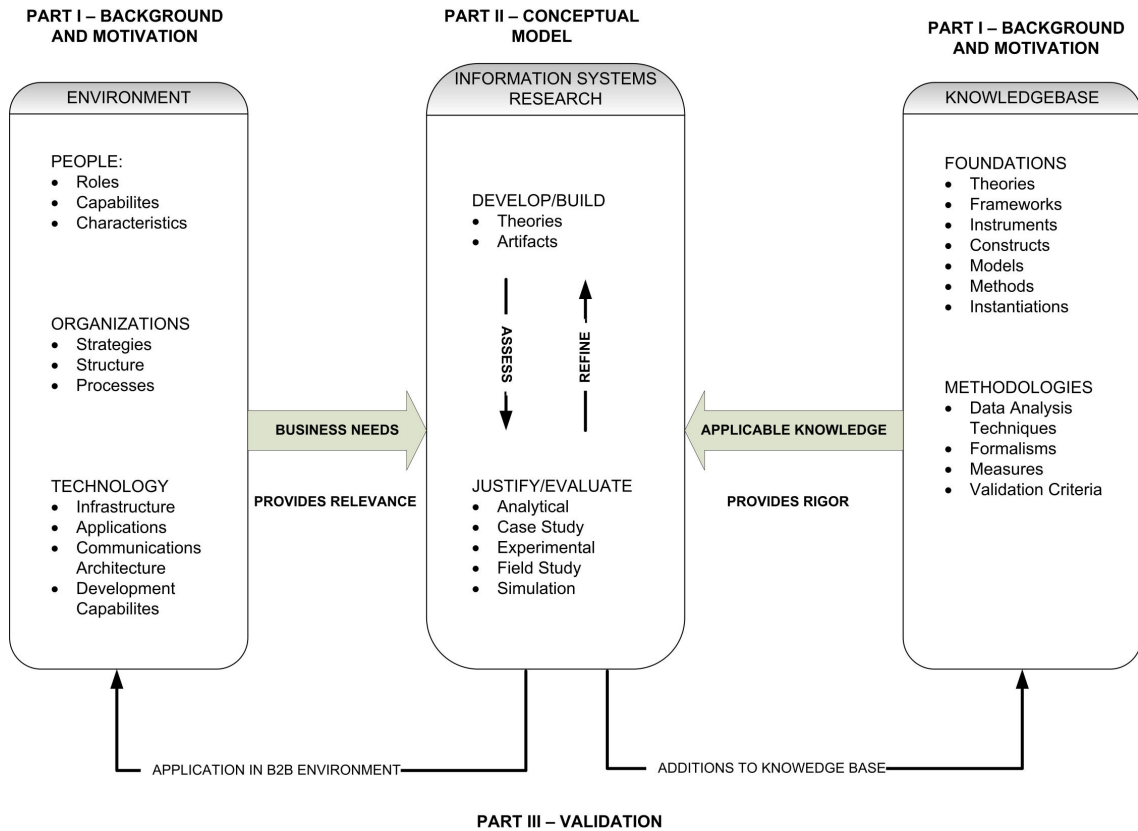 PART I – BACKGROUND
AND MOTIVATION
ENVIRONMENT
PEOPLE:
• Roles
• Capabilites
• Characteristics
ORGANIZATIONS
• Strategies
• Structure
• Processes
TECHNOLOGY
• Infrastructure
• Applications
• Communications
Architecture
• Development
Capabilites
BUSINESS NEEDS
PROVIDES RELEVANCE
PART II – CONCEPTUAL
MODEL
INFORMATION SYSTEMS
RESEARCH
DEVELOP/BUILD
• Theories
• Artifacts
ASSESS
REFINE
JUSTIFY/EVALUATE
• Analytical
• Case Study
• Experimental
• Field Study
• Simulation
APPLICABLE KNOWLEDGE
PROVIDES RIGOR
PART I – BACKGROUND
AND MOTIVATION
KNOWLEDGEBASE
FOUNDATIONS
• Theories
• Frameworks
• Instruments
• Constructs
• Models
• Methods
• Instantiations
METHODOLOGIES
• Data Analysis
Techniques
• Formalisms
• Measures
• Validation Criteria
APPLICATION IN B2B ENVIRONMENT
ADDITIONS TO KNOWEDGE BASE
PART III – VALIDATION